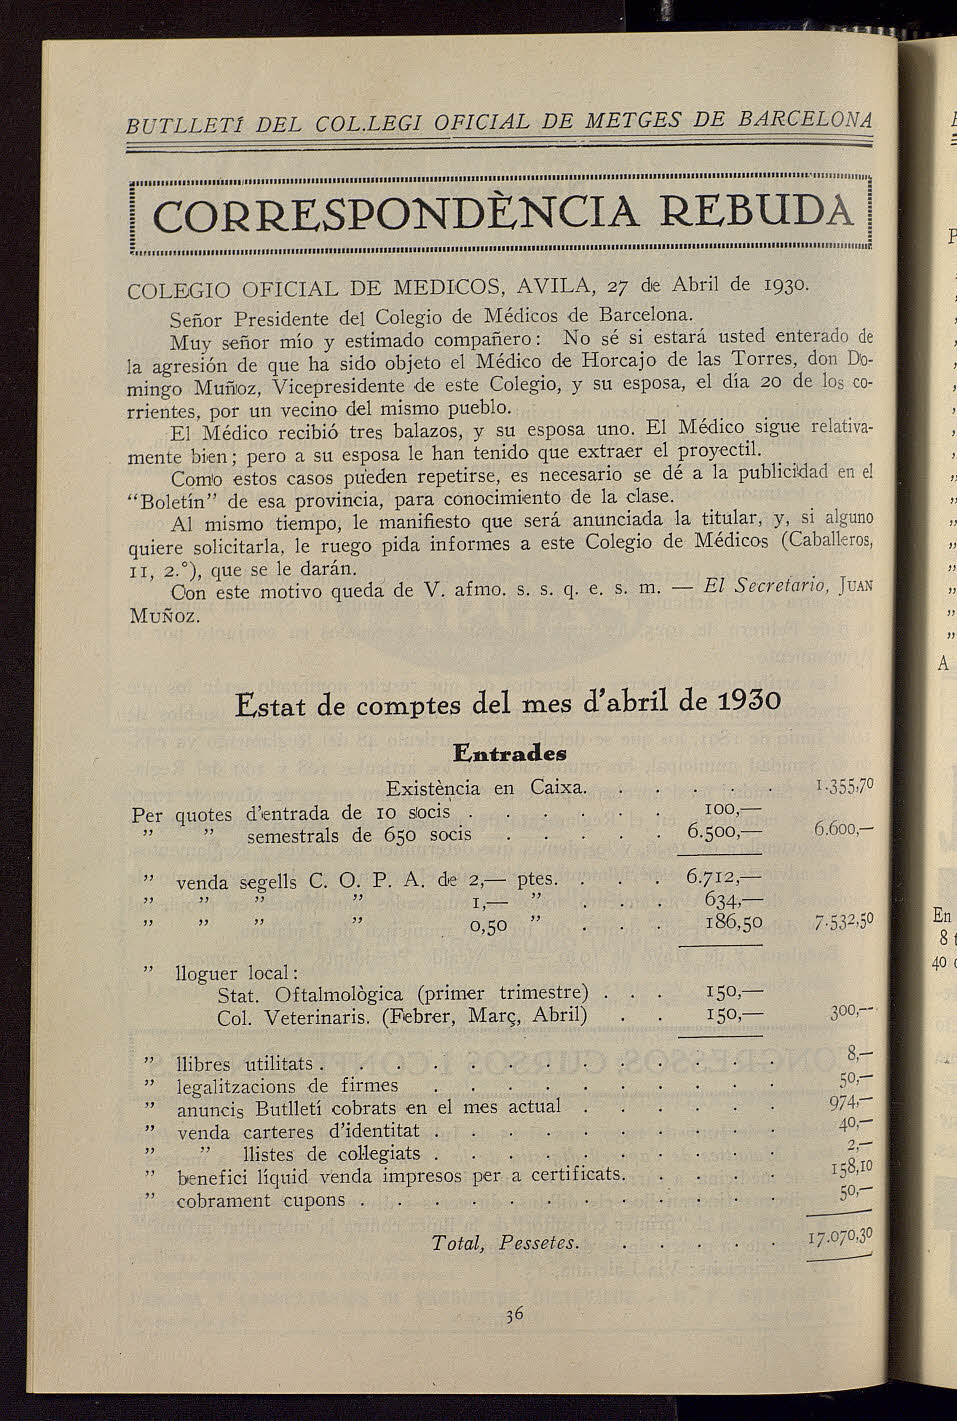 BUTLLETÍ DEL COL.LEGI OFICIAL DE METGES DE BARCELONA
CORRESPONDÈNCIA REBUDA
COLEGIO OFICIAL DE MEDICOS, AVILA, 27 de Abril de 1930.
Señor Presidente del Colegio de Médicos de Barcelona.
Muy señor mío y estimado compañero: No sé si estará usted enterado de
la agresión de que ha sido objeto el Médico de Horcajo de las Torres, don Do-
mingo Muñoz, Vicepresidente de este Colegio, y su esposa, el día 20 de los co-
rrientes, por un vecino del mismo pueblo.
El Médico recibió tres balazos, y su esposa uno. El Médico sigue relativa-
mente bien; pero a su esposa le han tenido que extraer el proyectil.
Como estos casos pueden repetirse, es necesario se dé a la publicidad en el
"Boletín" de esa provincia, para conocimiento de la clase.
Al mismo tiempo, le manifiesto que será anunciada la titular, y, si alguno
quiere solicitarla, le ruego pida informes a este Colegio de Médicos (Caballeros,
11, 2.°), que se le darán.
Con este motivo queda de V. afmo. s. s. q. e. s. m. — El Secretario, JUAN
MUÑOZ.
Estat de comptes del mes d'abril de 1930
Entrades
Existència en Caixa. . . . . . 1.355,70
Per quotes d'entrada de 10 socis . . . . . . 100,—
" " semestrals de 650 socis . . . . . 6.500,— 6.600,—
" venda segells C. O. P. A. de 2,— ptes. . . . 6.712,—
" " " " 1,— " . . . 634,—
" " " " 0,50 " . . . 186,50 7.532,50
" lloguer local:
Stat. Oftalmològica (primer trimestre) . . . 150,—
Col. Veterinaris. (Febrer, Març, Abril) . . 150,— 300,—
" llibres utilitats . . . . . . . . . . . . . 8,—
" legalitzacions de firmes . . . . . . . . . . 50,—
" anuncis Butlletí cobrats en el mes actual . . . . . . 974,—
" venda carteres d'identitat . . . . . . . . . . 40,—
" " llistes de col·legiats . . . . . . . . . . 2,—
" benefici líquid venda impresos per a certificats. . . . . . 158,10
" cobrament cupons . . . . . . . . . . . . 50,—
Total, Pessetes. . . . . . 17.070,30
36
P
A
En
8 t
40